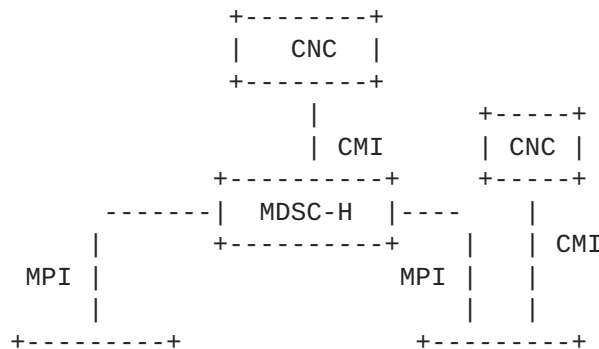 +--------+
|   CNC  |
+--------+
|                +-----+
| CMI            | CNC |
+----------+     +-----+
-------|  MDSC-H  |----    |
|       +----------+    |   | CMI
MPI |                   MPI |   |
|                       |   |
+---------+               +---------+